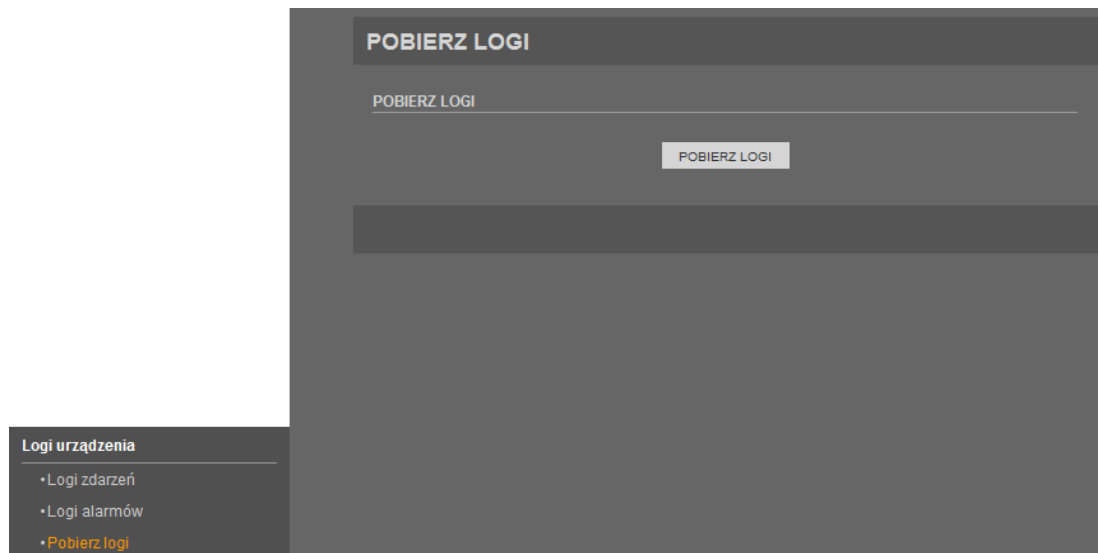 POBIERZ LOGI
POBIERZ LOGI
POBIERZ LOGI
Logi urządzenia
•Logi zdarzeń
•Logi alarmów
•Pobierz logi